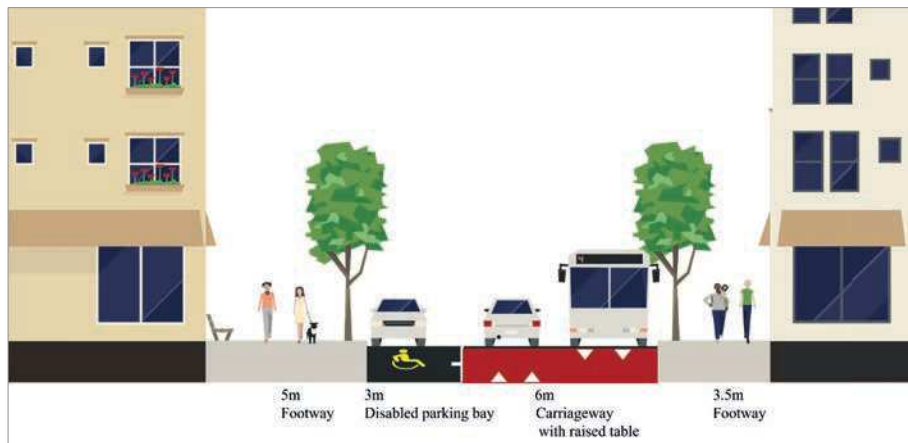 5m
Footway
3m
Disabled parking bay
6m
Carriageway
with raised table
3.5m
Footway